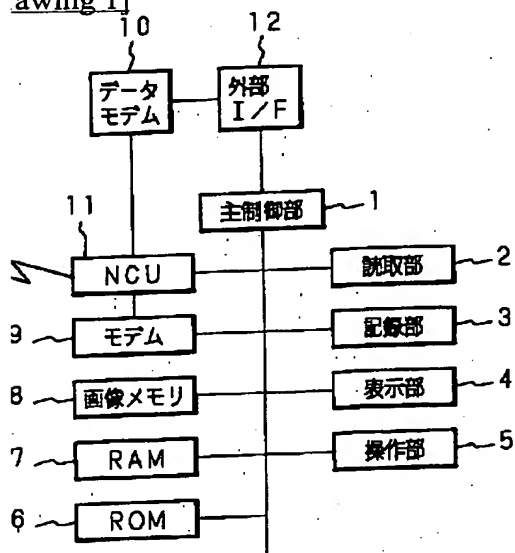 awing 1]
10 12
データ
モデム
外部
I/F
主制御部 1
11
NCU
読取部 2
9 モデム
記録部 3
8 画像メモリ
表示部 4
7 RAM
操作部 5
6 ROM